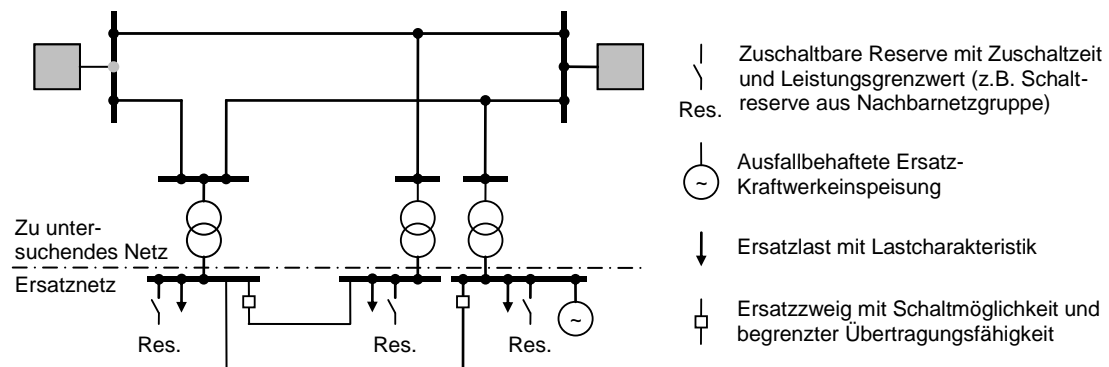 Zuschaltbare Reserve mit Zuschaltzeit
und Leistungsgrenzwert (z.B. Schalt-
reserve aus Nachbarnetzgruppe)
Res.
Ausfallbehaftete Ersatz-
Kraftwerkeinspeisung
~
Zu unter-
suchendes Netz
Ersatznetz
Ersatzlast mit Lastcharakteristik
Ersatzzweig mit Schaltmöglichkeit und
begrenzter Übertragungsfähigkeit
~
Res.
Res.
Res.